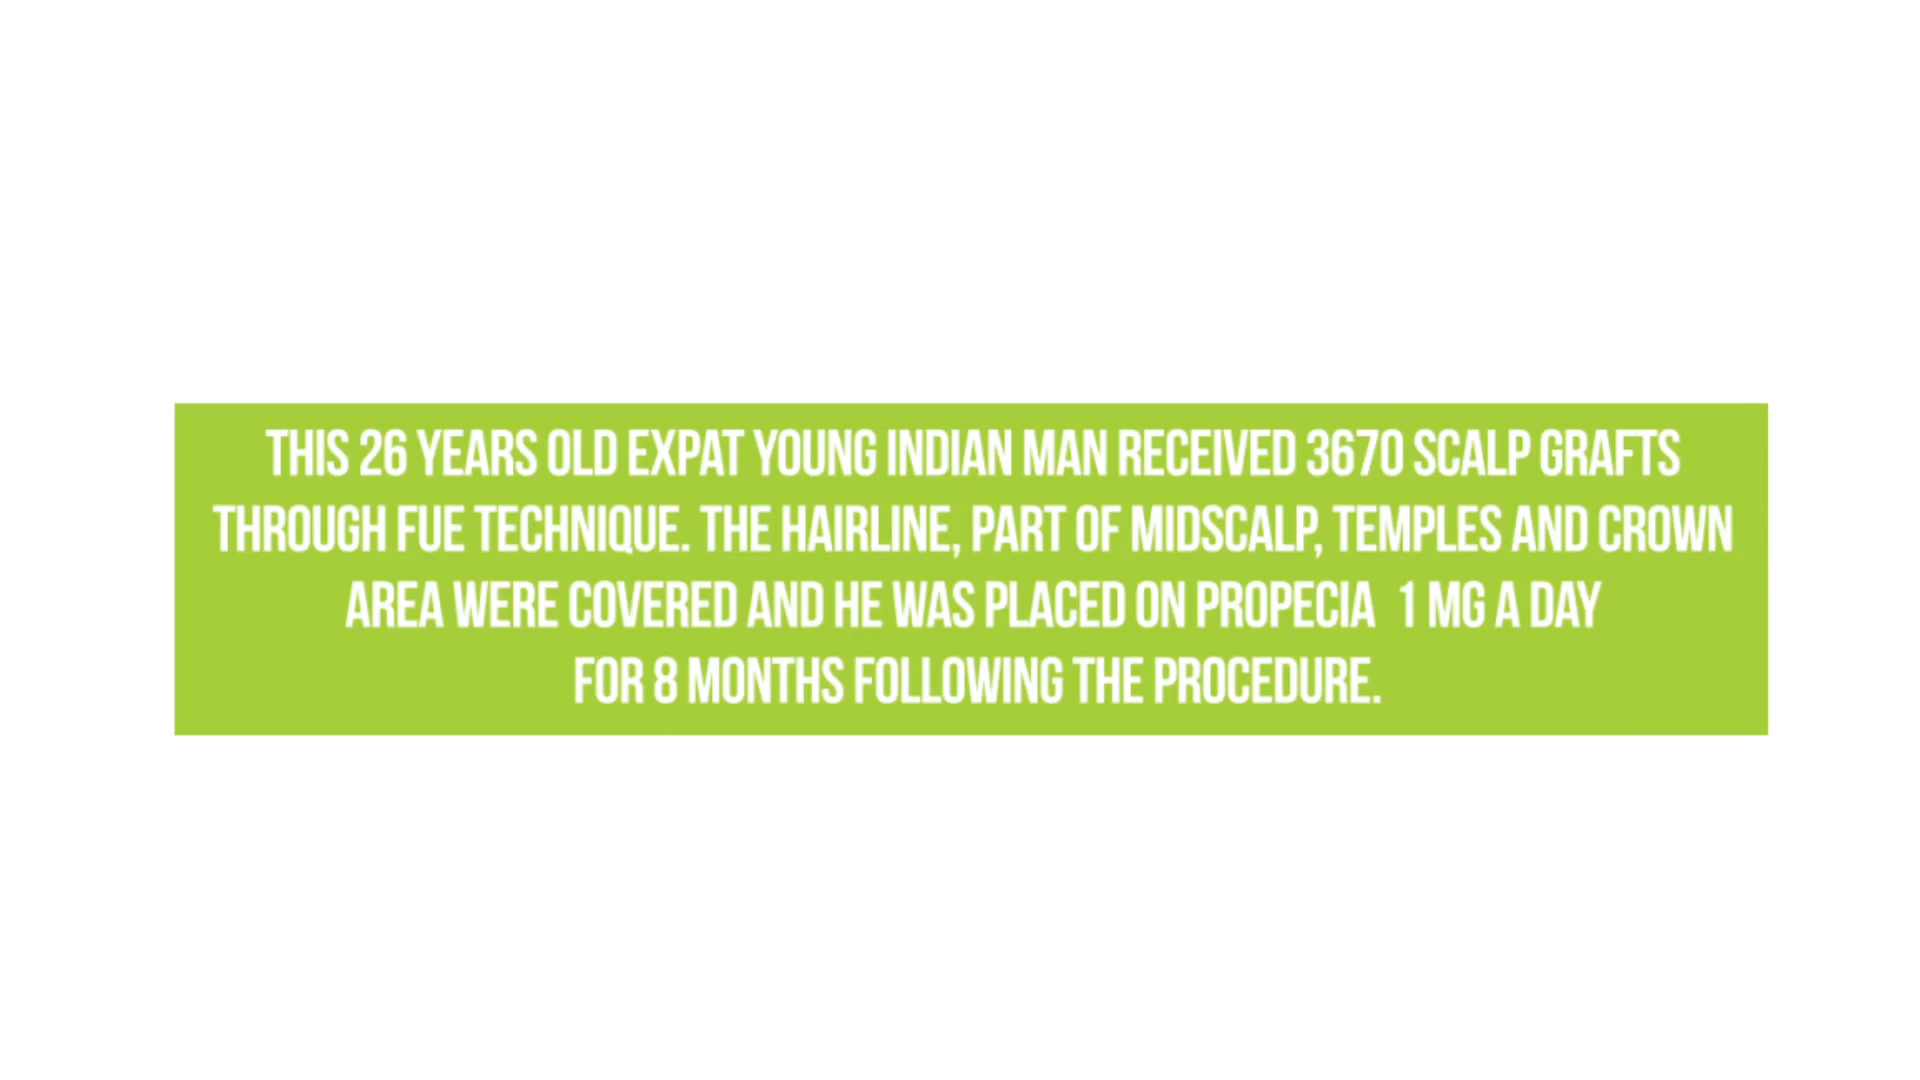 THIS 26 YEARS OLD EXPAT YOUNG INDIAN MAN RECEIVED 3670 SCALP GRAFTS
THROUGH FUE TECHNIQUE. THE HAIRLINE, PART OF MIDSCALP, TEMPLES AND CROWN
AREA WERE COVERED AND HE WAS PLACED ON PROPECIA  1 MG A DAY
FOR 8 MONTHS FOLLOWING THE PROCEDURE.